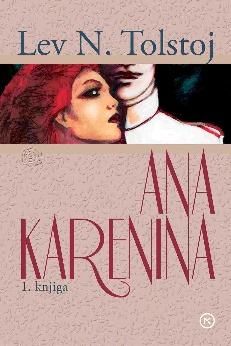 Lev N. Tolstoj
ANA
KARENINA
1. knjiga